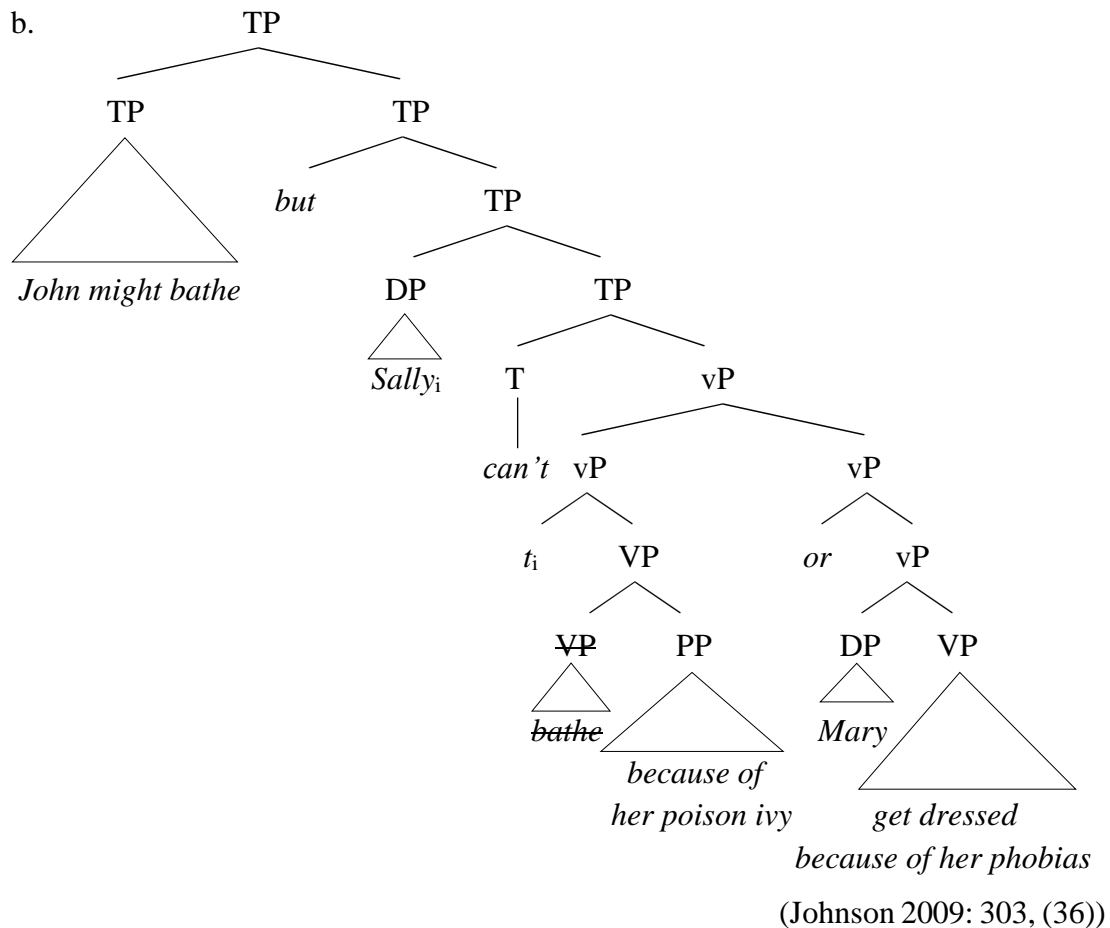 b. TP
TP TP
but TP
John might bathe DP TP
Sallyi T vP
can't vP vP
ti VP or vP
VP PP DP VP
bathe Mary
because of
her poison ivy get dressed
because of her phobias
(Johnson 2009: 303, (36))